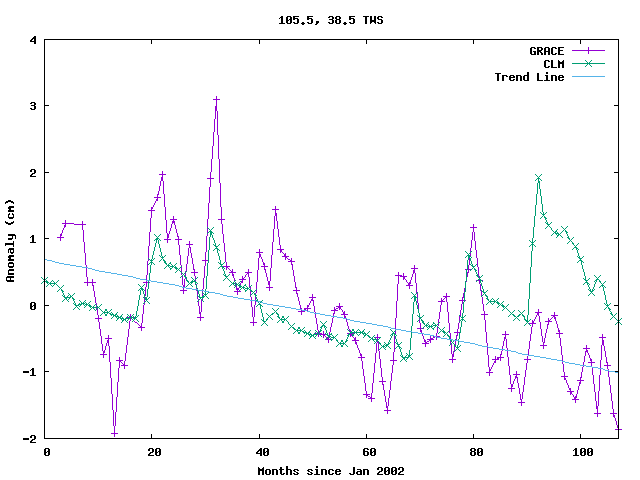 105.5, 38.5 TWS
GRACE
CLM
Trend Line
Anomaly (cm)
4
3
2
1
0
-1
-2
0 20 40 60 80 100
Months since Jan 2002